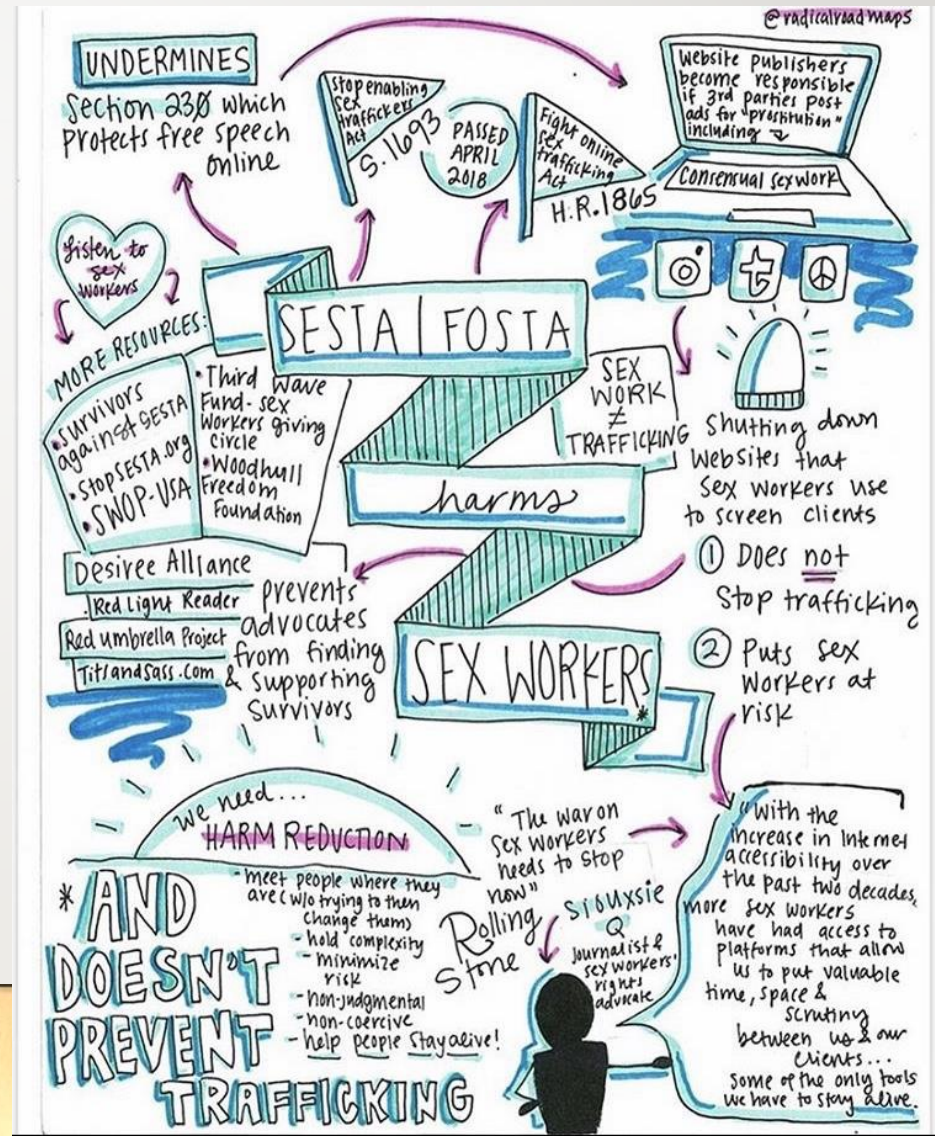 @radicalroadmaps
UNDERMINES
Section 230 which
protects free speech
online
Stop enabling
sex
traffickers
Act
S.1693
PASSED
APRIL
2018
Fight online
sex
trafficking
Act
H.R.1865
Website publishers
become responsible
if 3rd parties post
ads for "prostitution"
including
Consensual sexwork
Listen to
sex
workers
SESTA | FOSTA
harms
SEX WORKERS*
SEX
WORK
≠
TRAFFICKING
MORE RESOURCES:
• Survivors
against SESTA
• StopSESTA.org
• SWOP-USA
• Third Wave
Fund-sex
workers giving
circle
• Woodhull
Freedom
Foundation
Desiree Alliance
Red Light Reader
Red umbrella Project
Titsandsass.com
prevents
advocates
from finding
& supporting
survivors
Shutting down
websites that
sex workers use
to screen clients
1 Does not
stop trafficking
2 Puts sex
workers at
risk
We need...
HARM REDUCTION
- meet people where they
are (w/o trying to then
change them)
- hold complexity
- minimize
risk
- non-judgmental
- non-coercive
- help people stay alive!
* AND
DOESN'T
PREVENT
TRAFFICKING
"The war on
sex workers
needs to stop
now"
Rolling
Stone
Siouxsie
Q
journalist &
sex workers'
rights
advocate
"With the
increase in Internet
accessibility over
the past two decades,
more sex workers
have had access to
platforms that allow
us to put valuable
time, space &
scrutiny
between us & our
clients...
Some of the only tools
we have to stay alive.